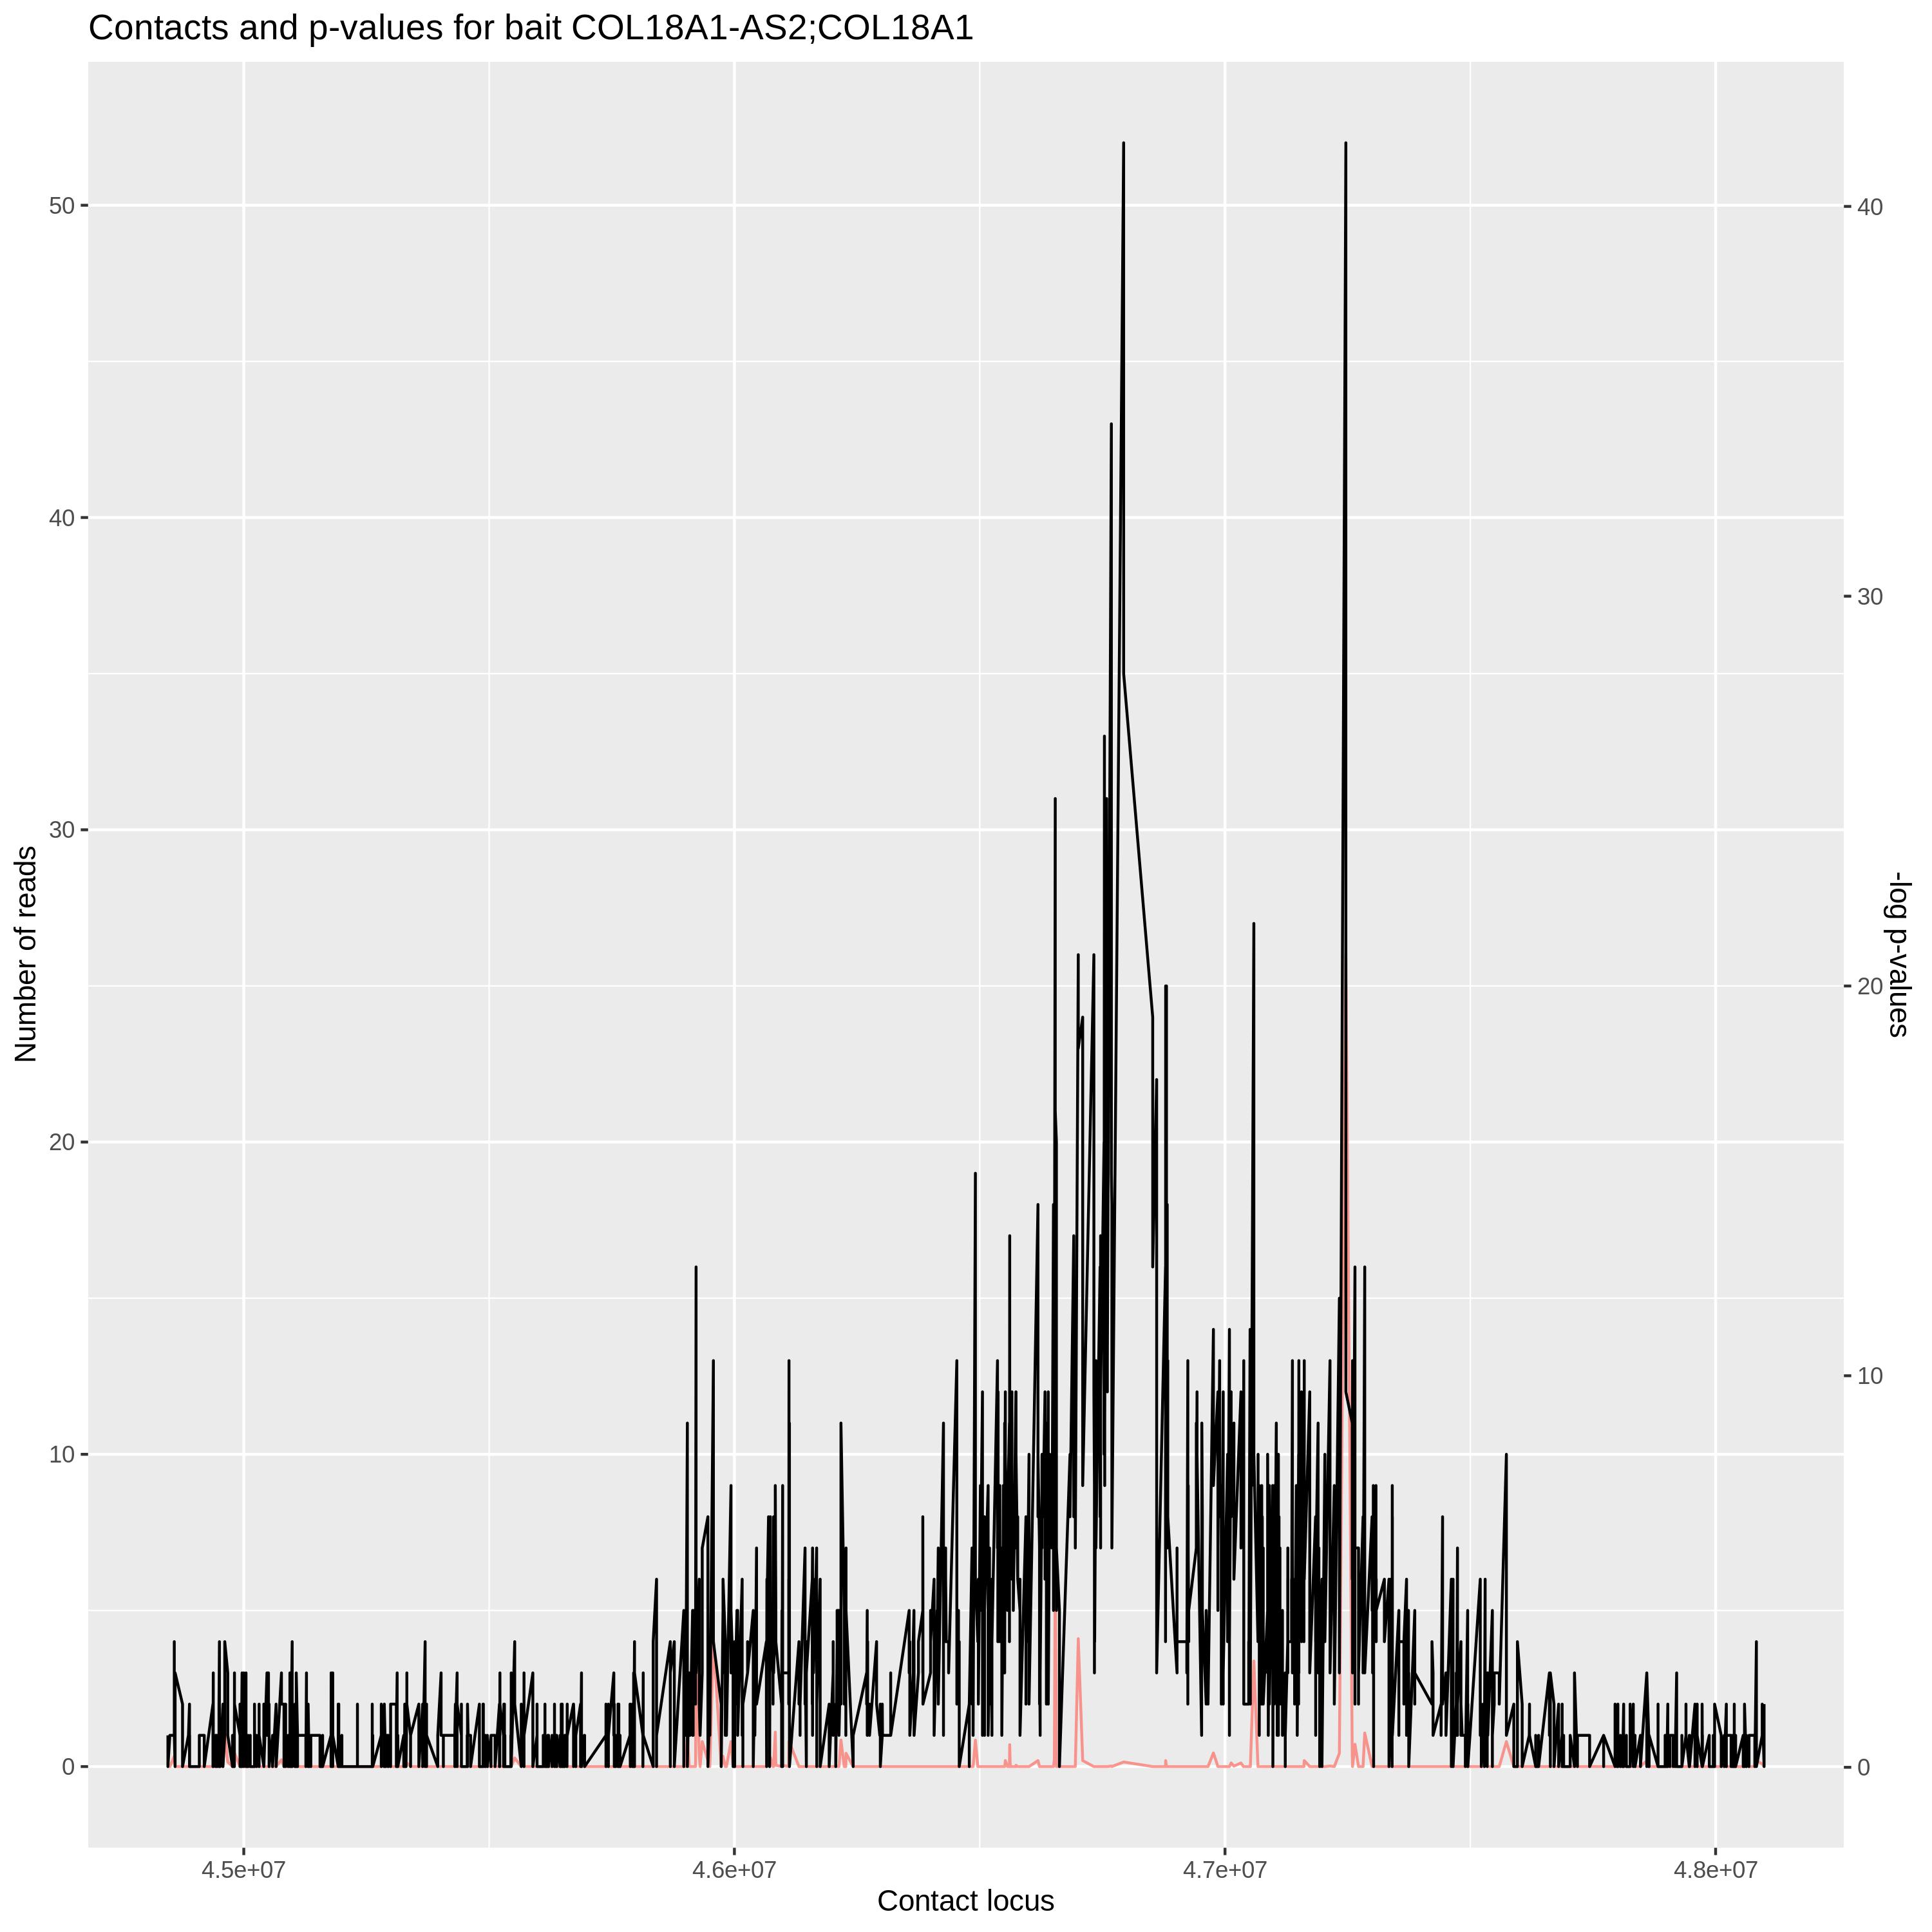 Contacts and p-values for bait COL18A1-AS2;COL18A1
50
40
30
20
10
0
Number of reads
40
30
20
10
0
-log p-values
4.5e+07
4.6e+07
4.7e+07
4.8e+07
Contact locus